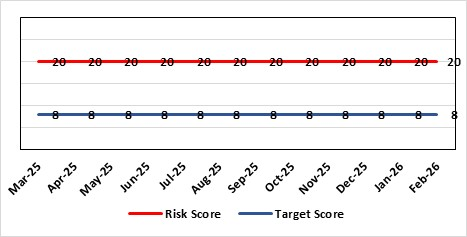 20 20 20 20 20 20 20 20 20 20 20 20
8 8 8 8 8 8 8 8 8 8 8 8
Mar-25 Apr-25 May-25 Jun-25 Jul-25 Aug-25 Sep-25 Oct-25 Nov-25 Dec-25 Jan-26 Feb-26
Risk Score Target Score